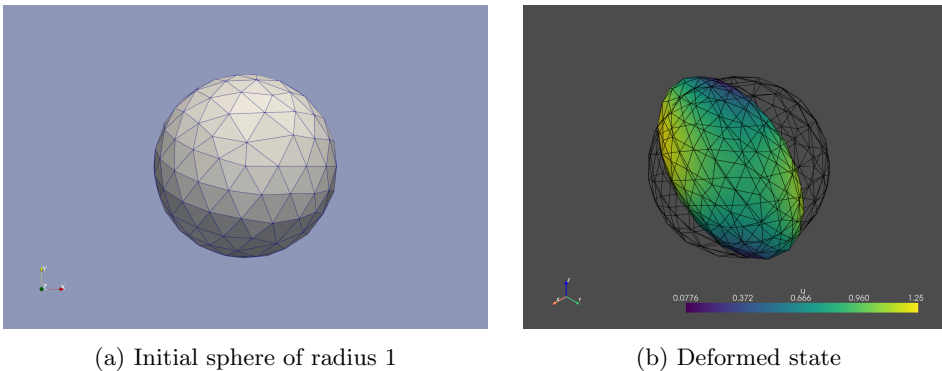 Y
Z
X
z
Y
u
0.0776 0.372 0.666 0.960 1.25
(a) Initial sphere of radius 1
(b) Deformed state